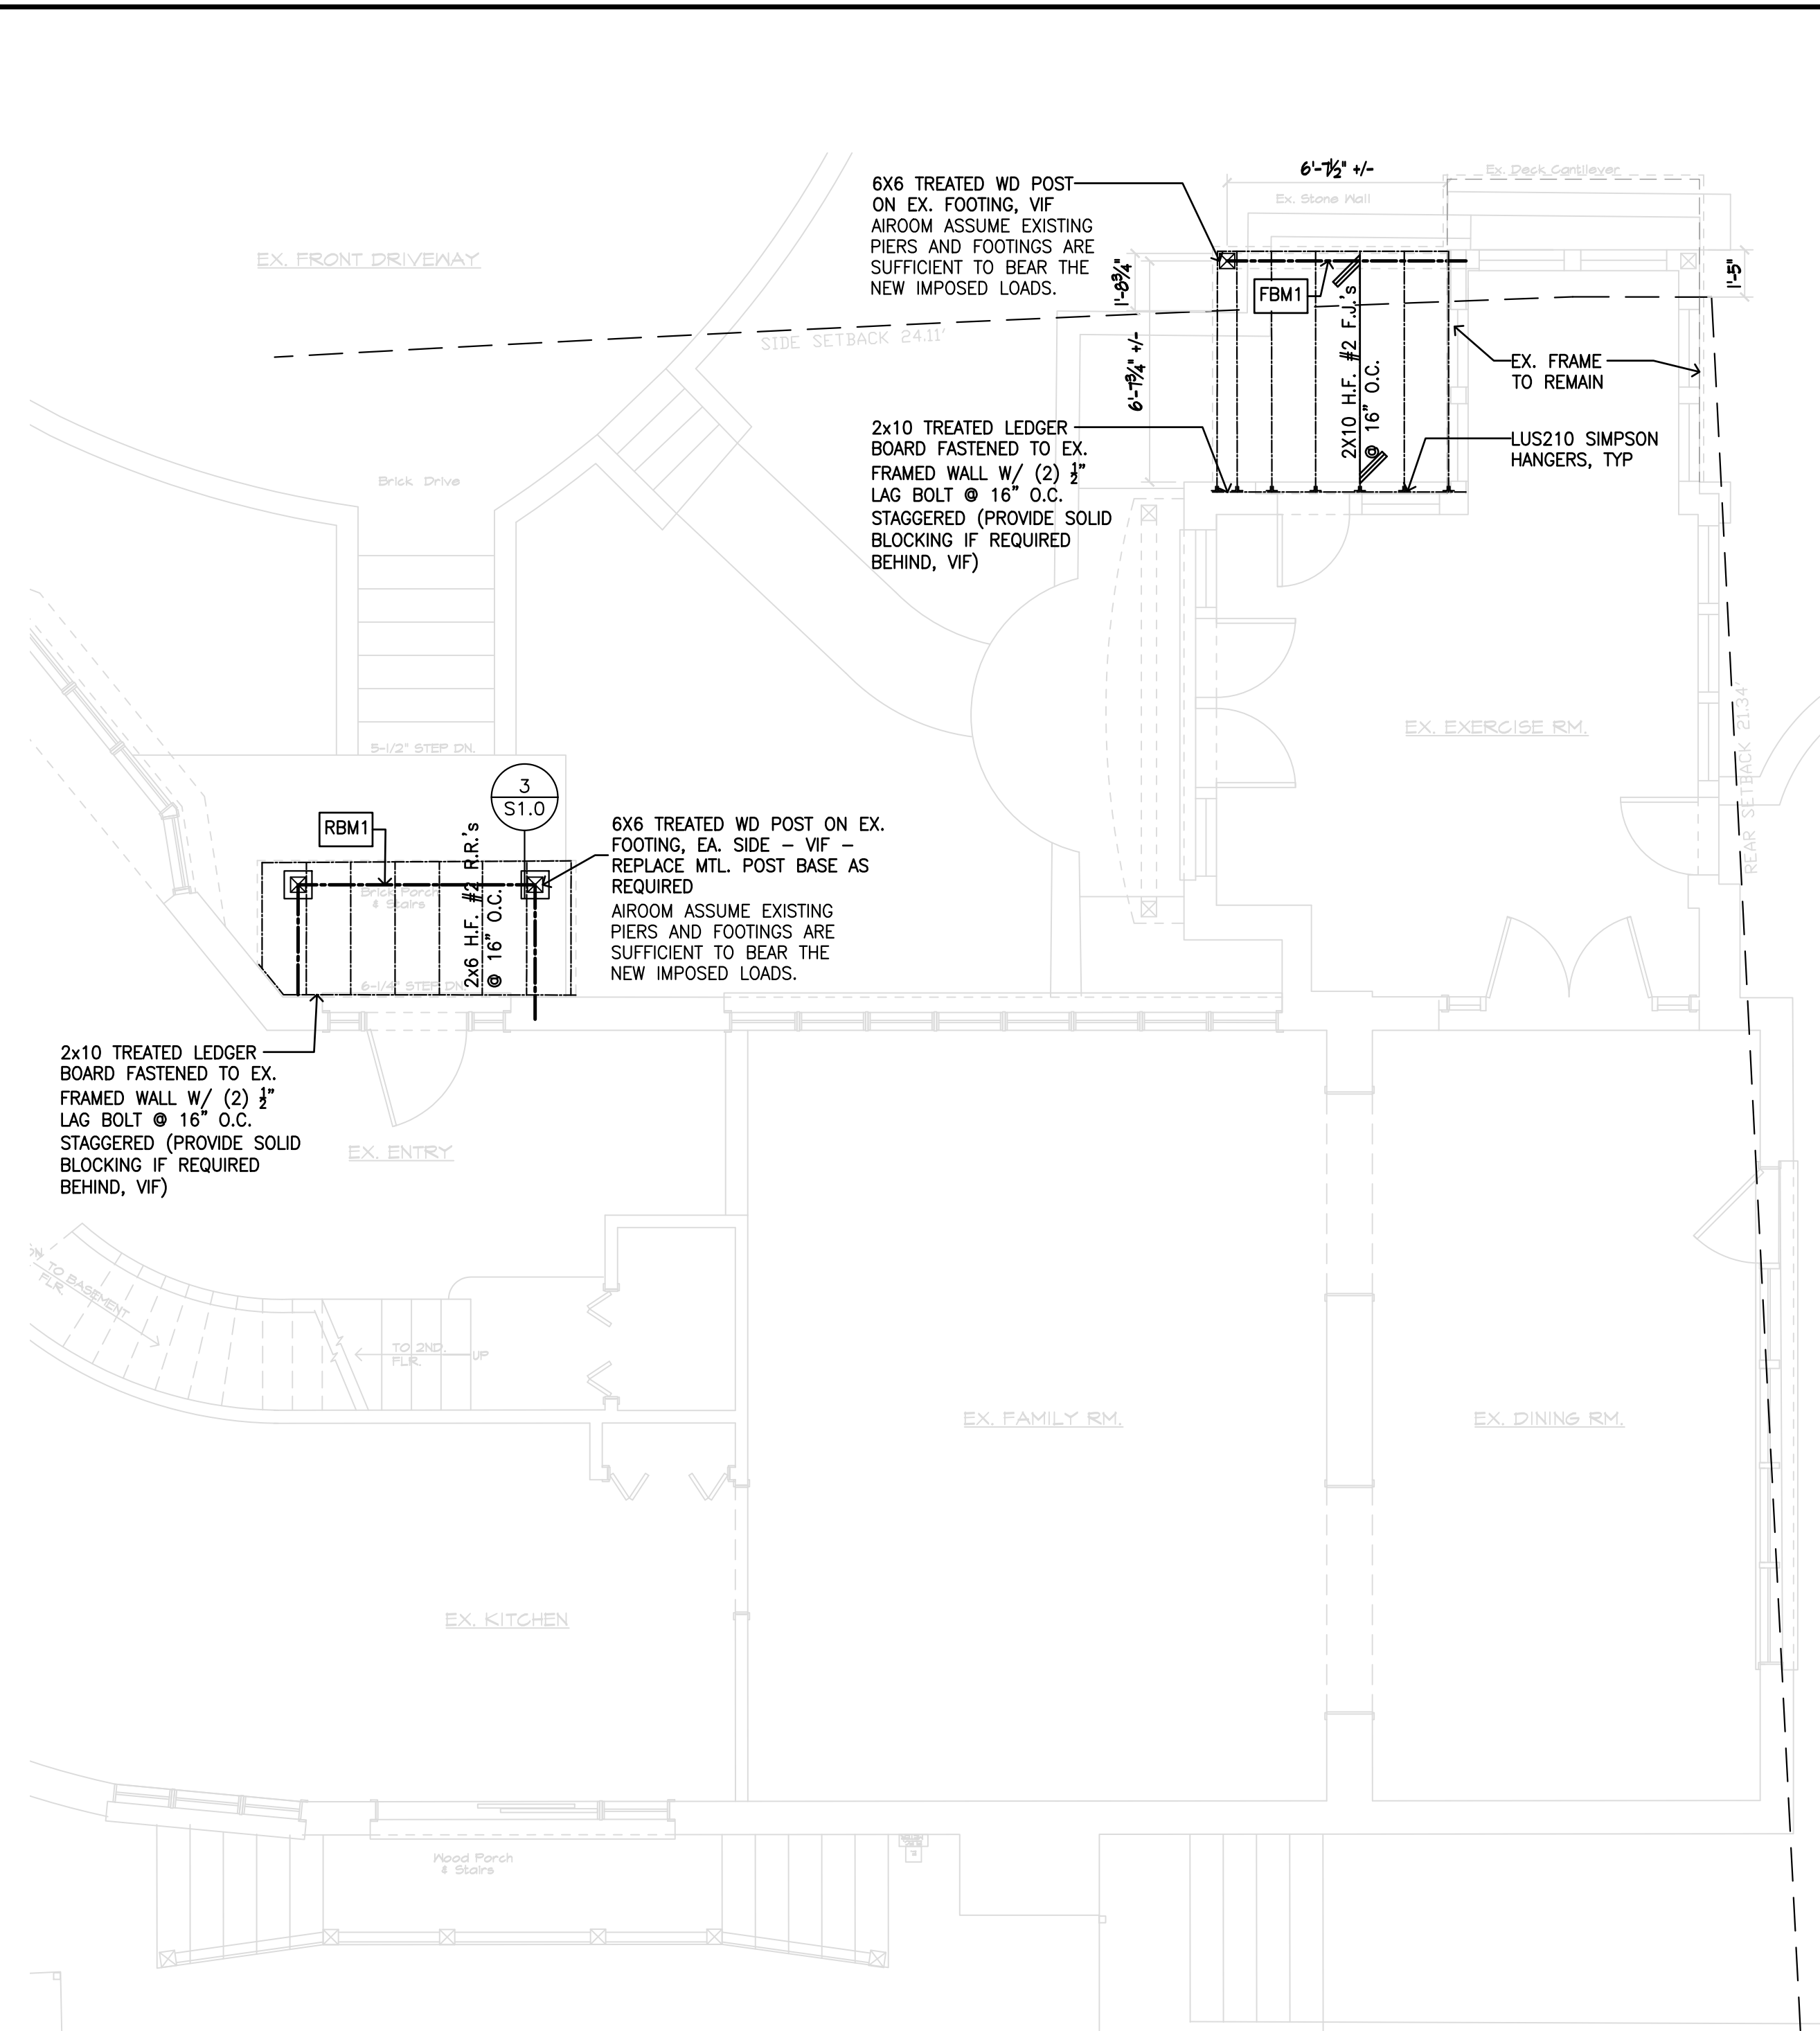 6X6 TREATED WD POST
ON EX. FOOTING, VIF
AIROOM ASSUME EXISTING
PIERS AND FOOTINGS ARE
SUFFICIENT TO BEAR THE
NEW IMPOSED LOADS.
6'-7½" +/-
Ex. Deck Cantilever
Ex. Stone Wall
EX. FRONT DRIVEWAY
1'-8¾"
FBM1
1'-5"
SIDE SETBACK 24.11'
6'-7¾" +/-
2X10 H.F. #2 F.J.'s
@ 16" O.C.
EX. FRAME
TO REMAIN
2x10 TREATED LEDGER
BOARD FASTENED TO EX.
FRAMED WALL W/ (2) ½"
LAG BOLT @ 16" O.C.
STAGGERED (PROVIDE SOLID
BLOCKING IF REQUIRED
BEHIND, VIF)
LUS210 SIMPSON
HANGERS, TYP
Brick Drive
EX. EXERCISE RM.
REAR SETBACK 21.34'
5-1/2" STEP DN.
3
S1.0
RBM1
2x6 H.F. #2 R.R.'s
@ 16" O.C.
Brick Porch
& Stairs
6-1/4" STEP DN.
6X6 TREATED WD POST ON EX.
FOOTING, EA. SIDE – VIF –
REPLACE MTL. POST BASE AS
REQUIRED
AIROOM ASSUME EXISTING
PIERS AND FOOTINGS ARE
SUFFICIENT TO BEAR THE
NEW IMPOSED LOADS.
2x10 TREATED LEDGER
BOARD FASTENED TO EX.
FRAMED WALL W/ (2) ½"
LAG BOLT @ 16" O.C.
STAGGERED (PROVIDE SOLID
BLOCKING IF REQUIRED
BEHIND, VIF)
EX. ENTRY
TO BASEMENT
FLR.
TO 2ND.
FLR.
UP
EX. FAMILY RM.
EX. DINING RM.
EX. KITCHEN
Wood Porch
& Stairs